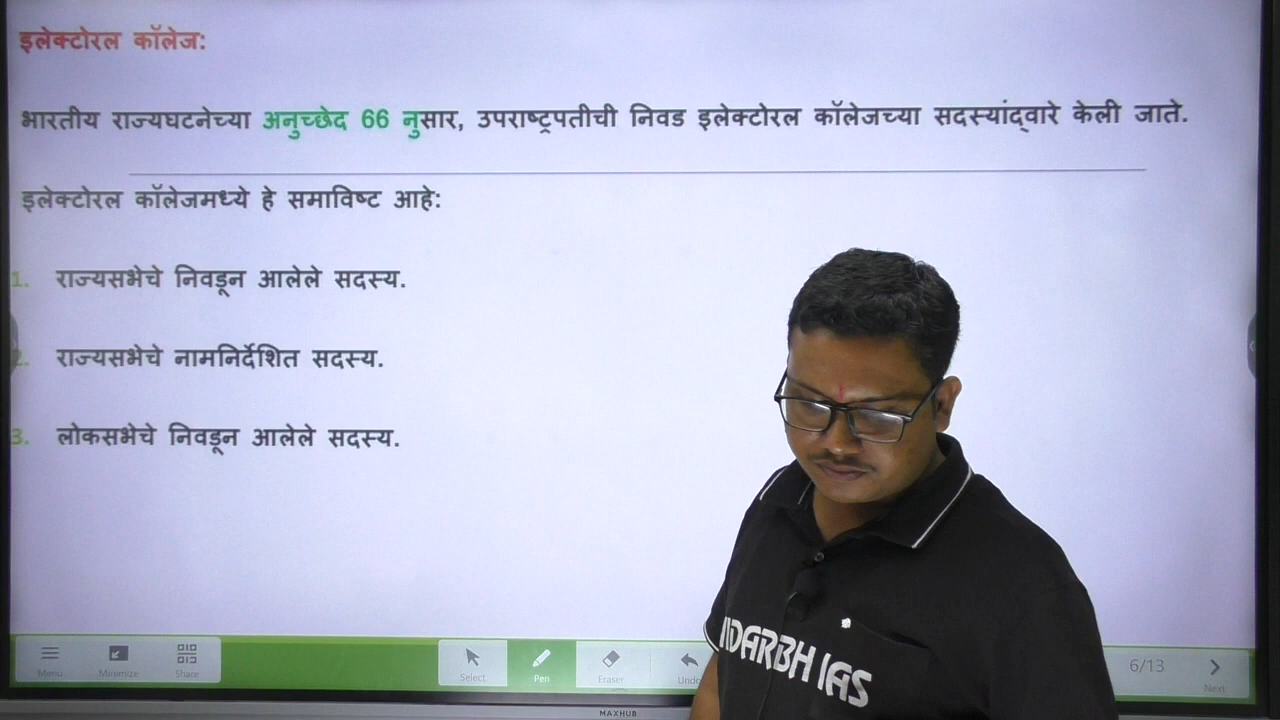 इलेक्टोरल कॉलेज:
भारतीय राज्यघटनेच्या अनुच्छेद 66 नुसार, उपराष्ट्रपतीची निवड इलेक्टोरल कॉलेजच्या सदस्यांद्वारे केली जाते.
इलेक्टोरल कॉलेजमध्ये हे समाविष्ट आहे:
1. राज्यसभेचे निवडून आलेले सदस्य.
2. राज्यसभेचे नामनिर्देशित सदस्य.
3. लोकसभेचे निवडून आलेले सदस्य.
IDARBH IAS
Menu Minimize Share Select Pen Eraser Undo 6/13 Next
MAXHUB